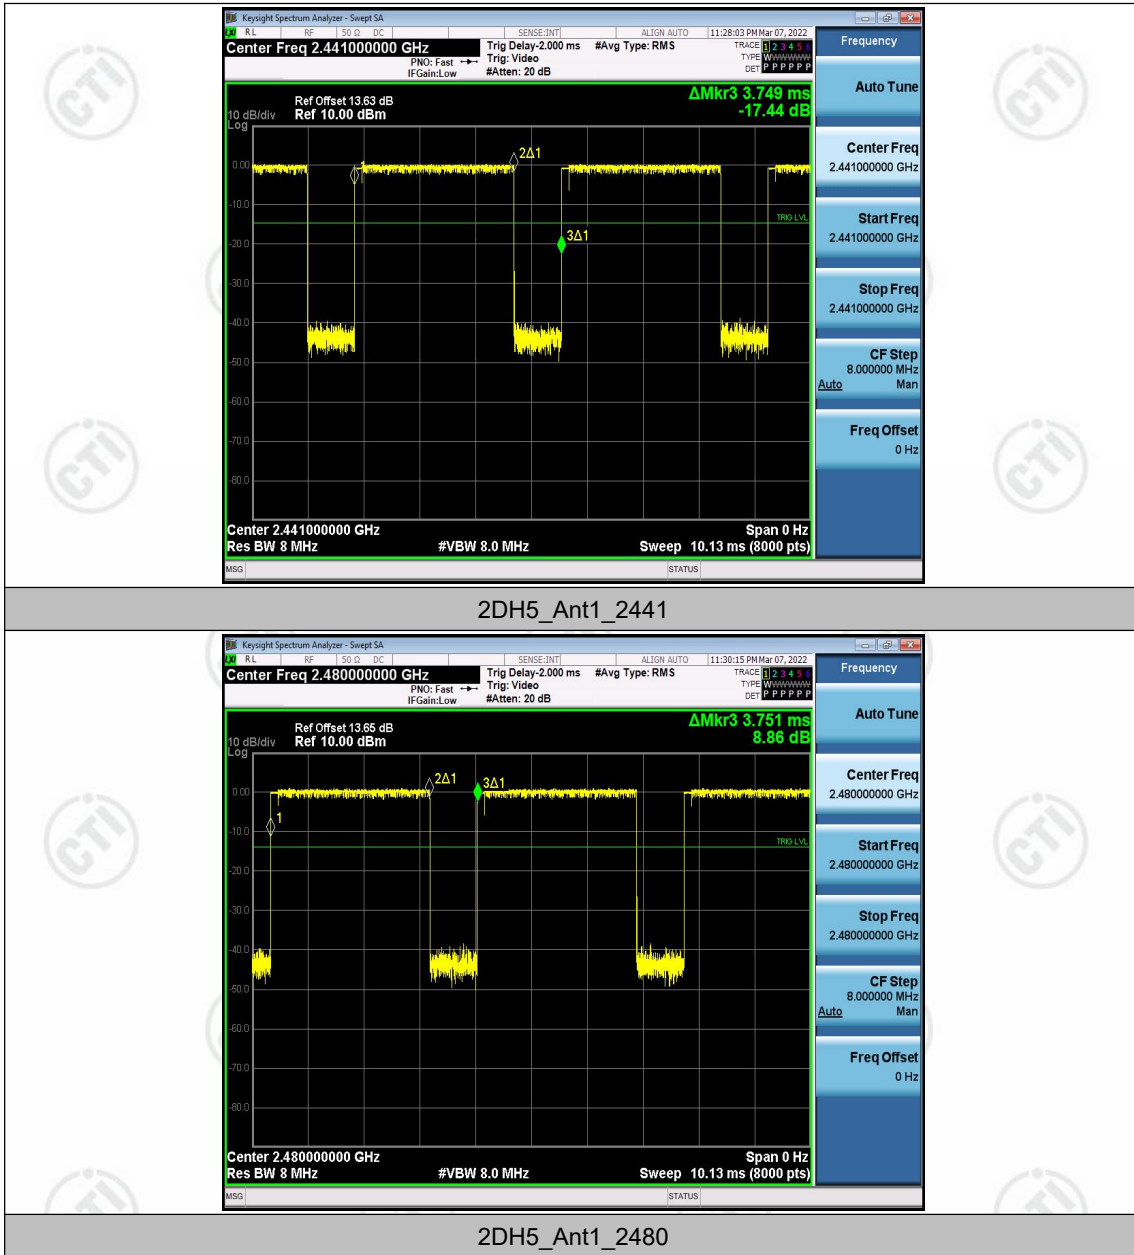 Keysight Spectrum Analyzer - Swept SA
LXI RL RF 50 Ω DC SENSE:INT ALIGN AUTO 11:28:03 PM Mar 07, 2022
Center Freq 2.441000000 GHz Trig Delay-2.000 ms #Avg Type: RMS TRACE 1 2 3 4 5 6
PNO: Fast Trig: Video TYPE WWWWWW
IFGain:Low #Atten: 20 dB DET P P P P P P
Frequency
Auto Tune
ΔMkr3 3.749 ms
-17.44 dB
Ref Offset 13.63 dB
10 dB/div Ref 10.00 dBm
Log
2Δ1
1
0.00
-10.0
TRIG LVL
3Δ1
-20.0
-30.0
-40.0
-50.0
-60.0
-70.0
-80.0
Center Freq
2.441000000 GHz
Start Freq
2.441000000 GHz
Stop Freq
2.441000000 GHz
CF Step
8.000000 MHz
Auto Man
Freq Offset
0 Hz
Center 2.441000000 GHz Span 0 Hz
Res BW 8 MHz #VBW 8.0 MHz Sweep 10.13 ms (8000 pts)
MSG STATUS
2DH5_Ant1_2441
Keysight Spectrum Analyzer - Swept SA
LXI RL RF 50 Ω DC SENSE:INT ALIGN AUTO 11:30:15 PM Mar 07, 2022
Center Freq 2.480000000 GHz Trig Delay-2.000 ms #Avg Type: RMS TRACE 1 2 3 4 5 6
PNO: Fast Trig: Video TYPE WWWWWW
IFGain:Low #Atten: 20 dB DET P P P P P P
Frequency
Auto Tune
ΔMkr3 3.751 ms
8.86 dB
Ref Offset 13.65 dB
10 dB/div Ref 10.00 dBm
Log
2Δ1
3Δ1
0.00
1
-10.0
TRIG LVL
-20.0
-30.0
-40.0
-50.0
-60.0
-70.0
-80.0
Center Freq
2.480000000 GHz
Start Freq
2.480000000 GHz
Stop Freq
2.480000000 GHz
CF Step
8.000000 MHz
Auto Man
Freq Offset
0 Hz
Center 2.480000000 GHz Span 0 Hz
Res BW 8 MHz #VBW 8.0 MHz Sweep 10.13 ms (8000 pts)
MSG STATUS
2DH5_Ant1_2480
CTI
CTI
CTI
CTI
CTI
CTI